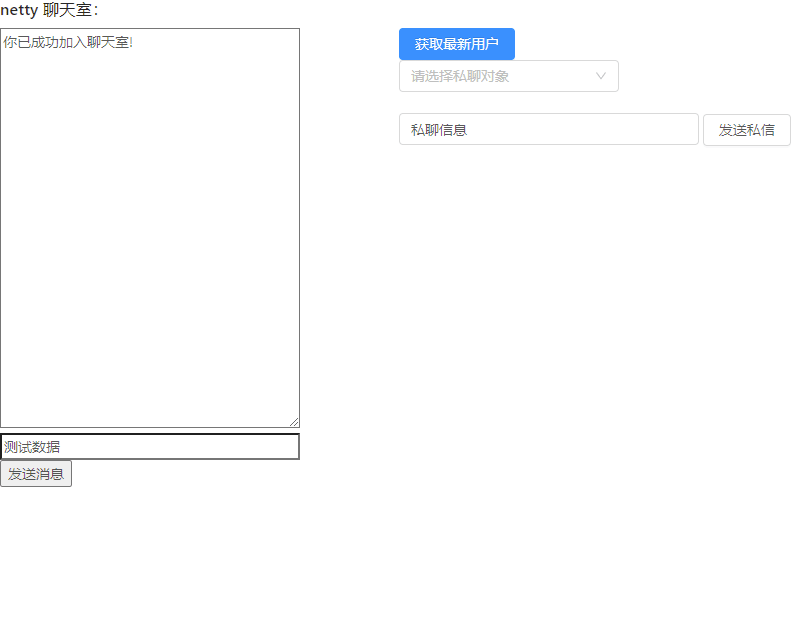 netty 聊天室：
你已成功加入聊天室!
测试数据
发送消息
获取最新用户
请选择私聊对象
私聊信息
发送私信